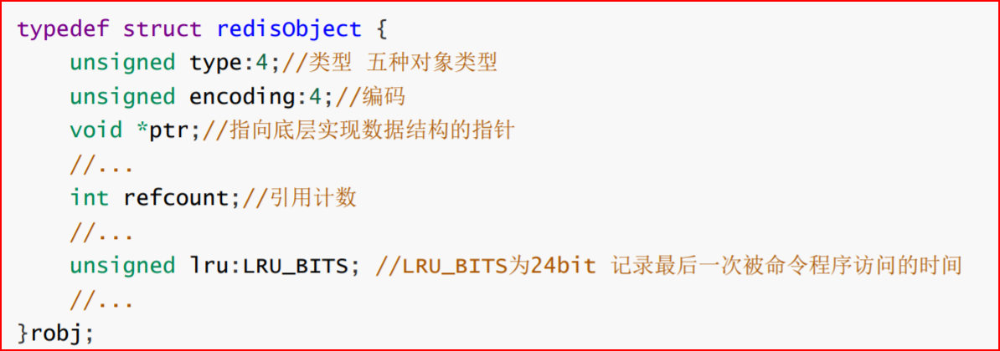 typedef struct redisObject {
unsigned type:4;//类型 五种对象类型
unsigned encoding:4;//编码
void *ptr;//指向底层实现数据结构的指针
//...
int refcount;//引用计数
//...
unsigned lru:LRU_BITS; //LRU_BITS为24bit 记录最后一次被命令程序访问的时间
//...
}robj;